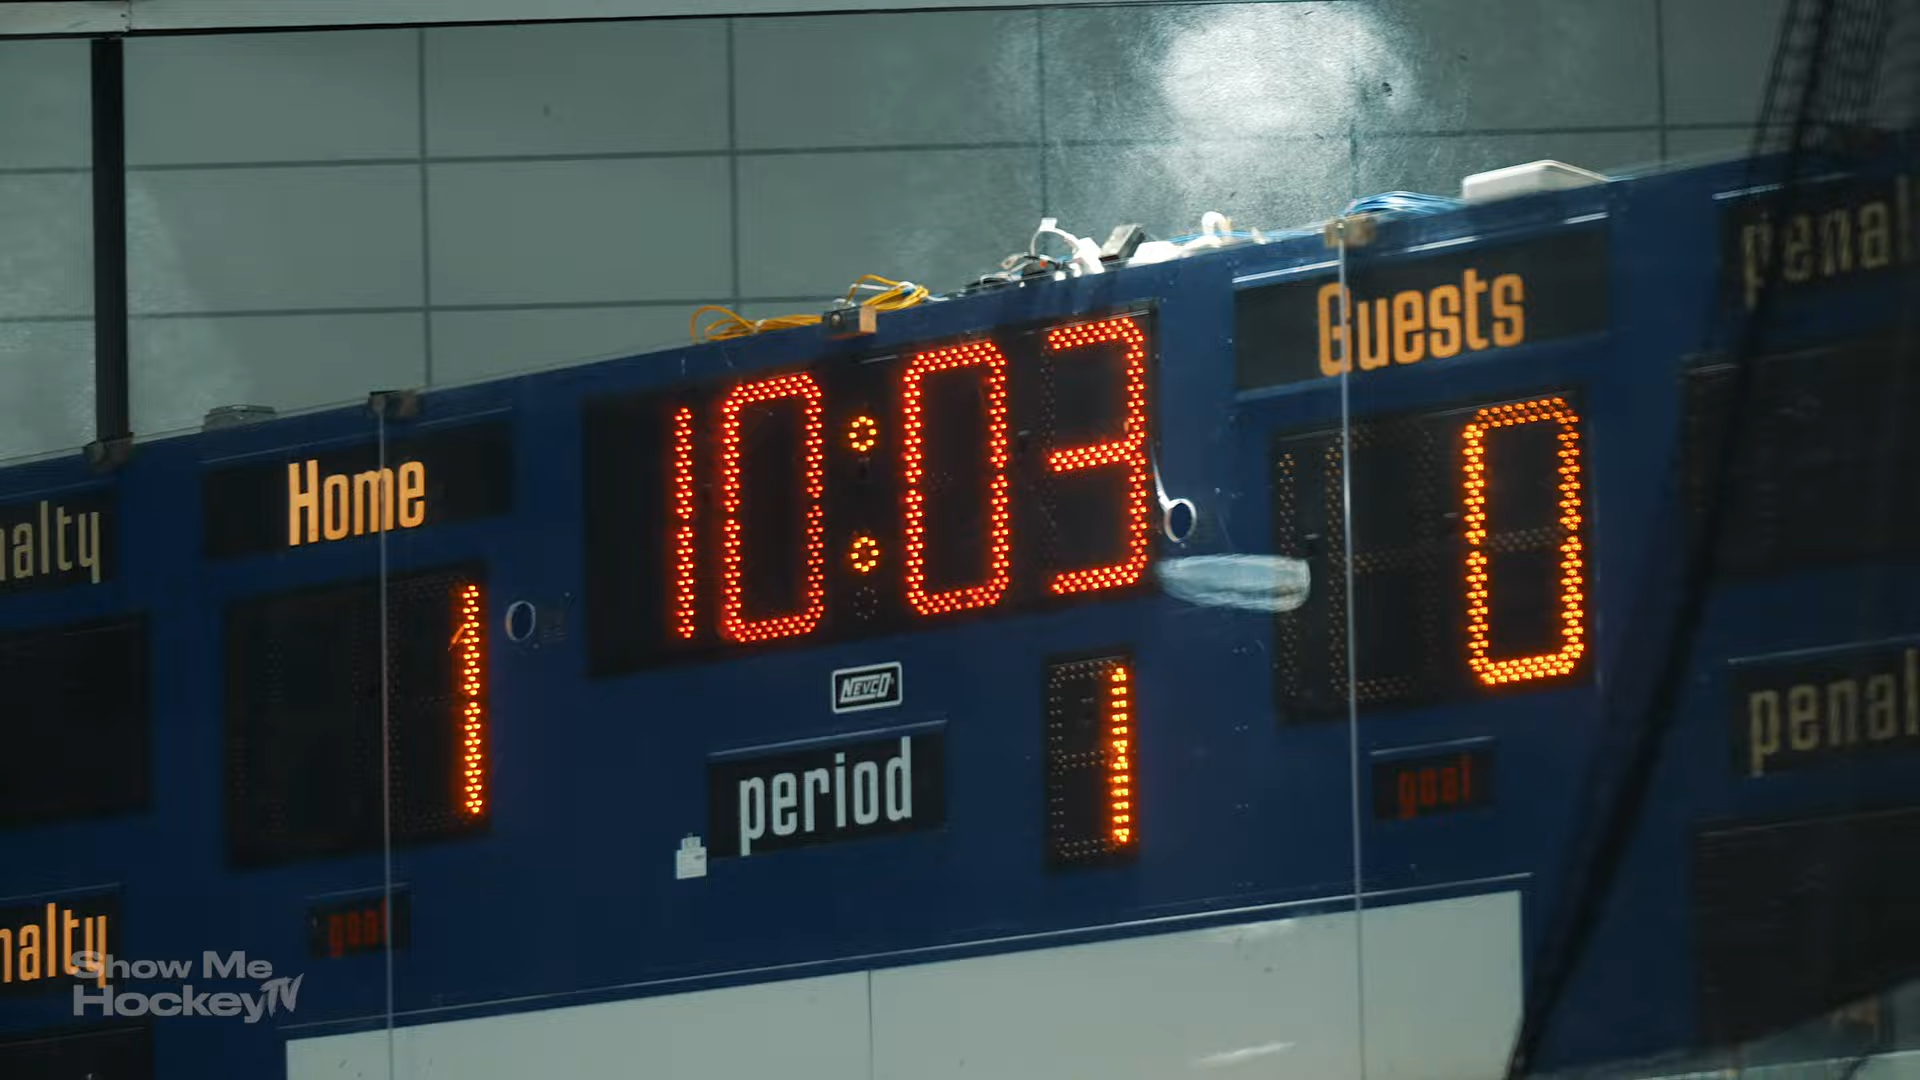 penal
Guests
10:03
Home
0
nalty
1
NEVCO
1
penal
period
goal
goal
nalty
Show Me
HockeyTV